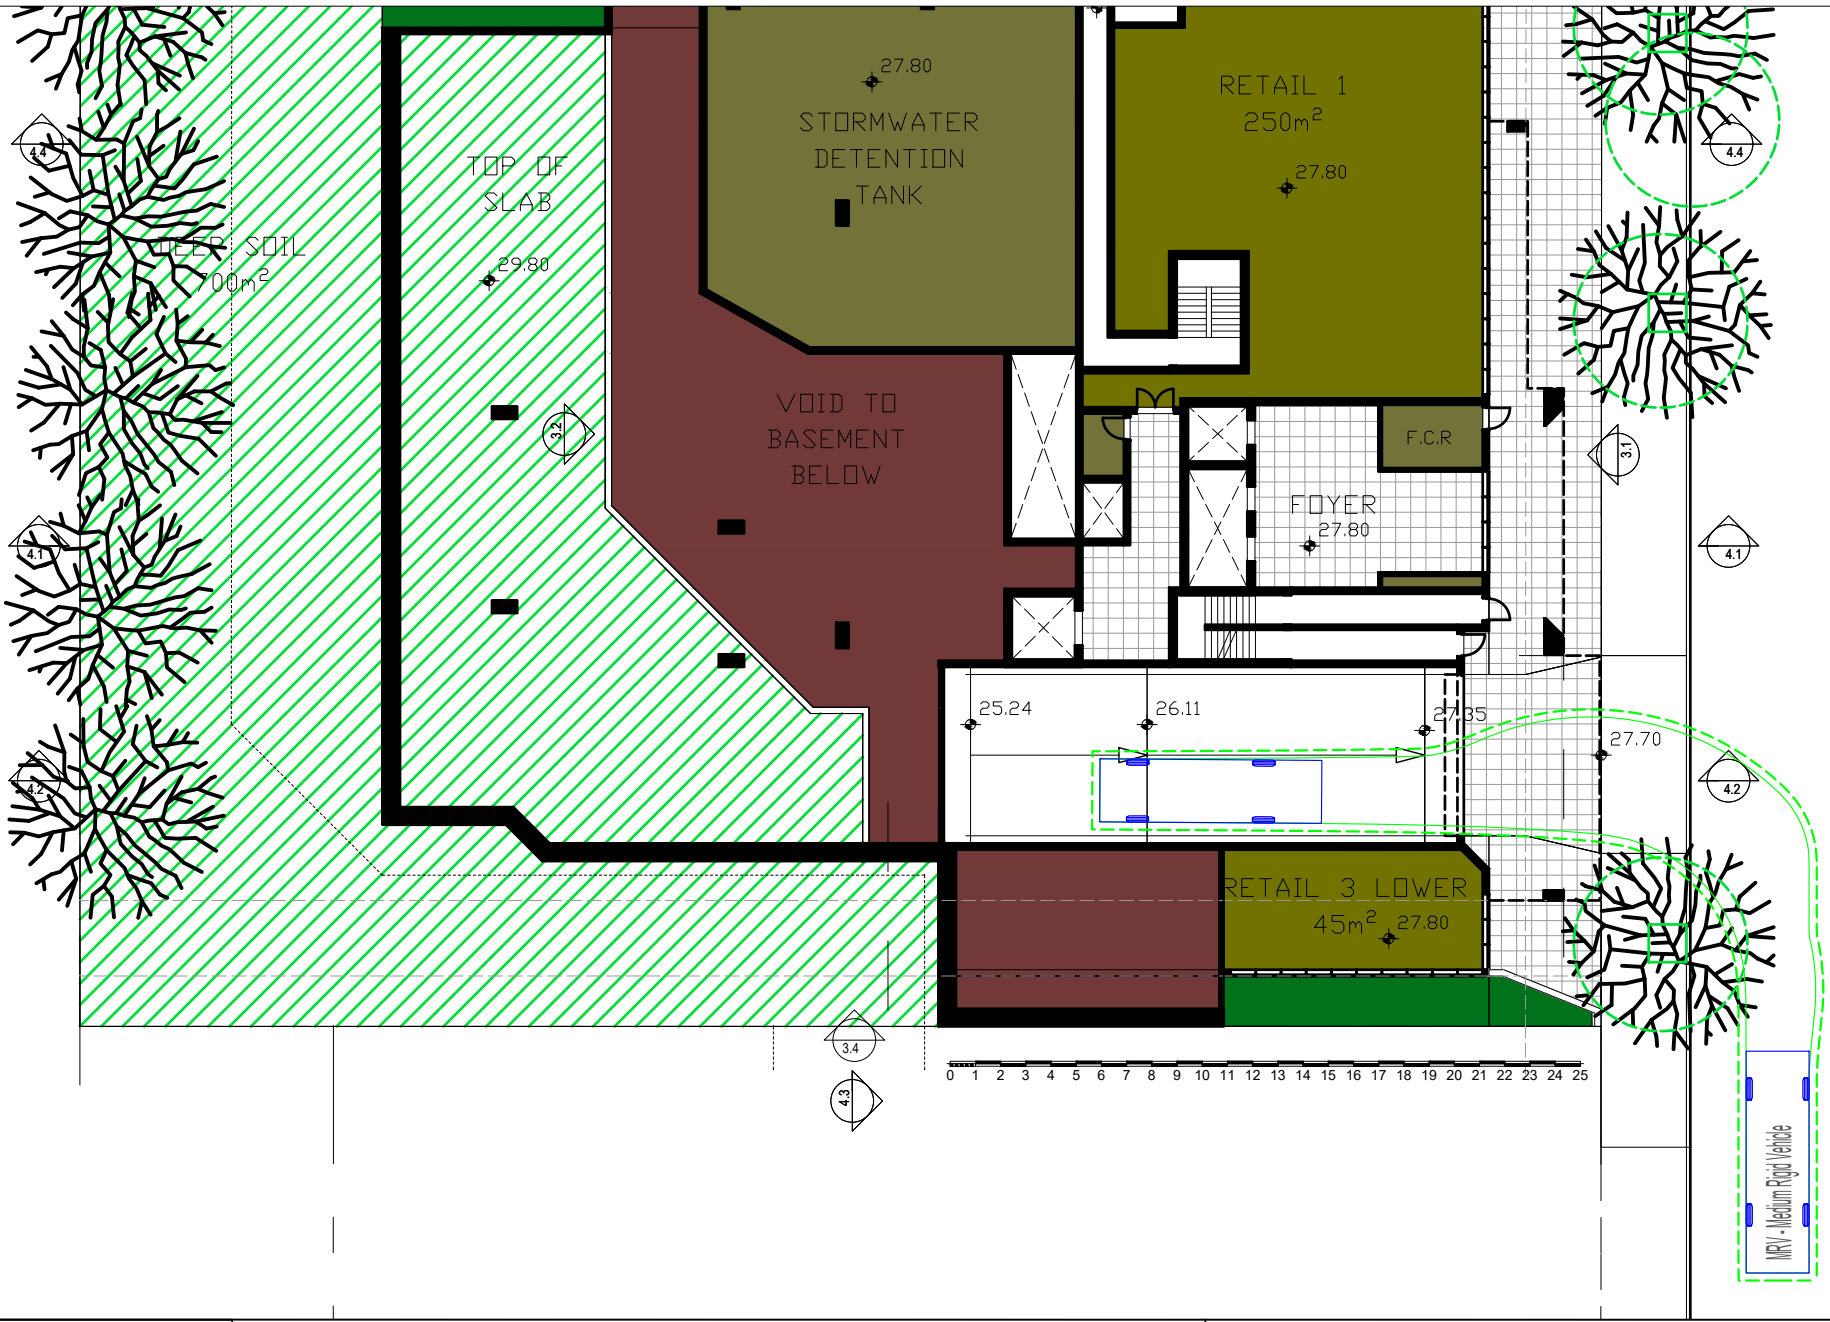 27.80
STORMWATER
DETENTION
TANK
RETAIL 1
250m²
27.80
4.4
4.4
TOP OF
SLAB
29.80
DEEP SOIL
700m²
3.2
VOID TO
BASEMENT
BELOW
F.C.R
3.1
FOYER
27.80
4.1
4.1
25.24
26.11
27.35
27.70
4.2
4.2
RETAIL 3 LOWER
45m² 27.80
3.4
4.3
0 1 2 3 4 5 6 7 8 9 10 11 12 13 14 15 16 17 18 19 20 21 22 23 24 25
MRV - Medium Rigid Vehicle